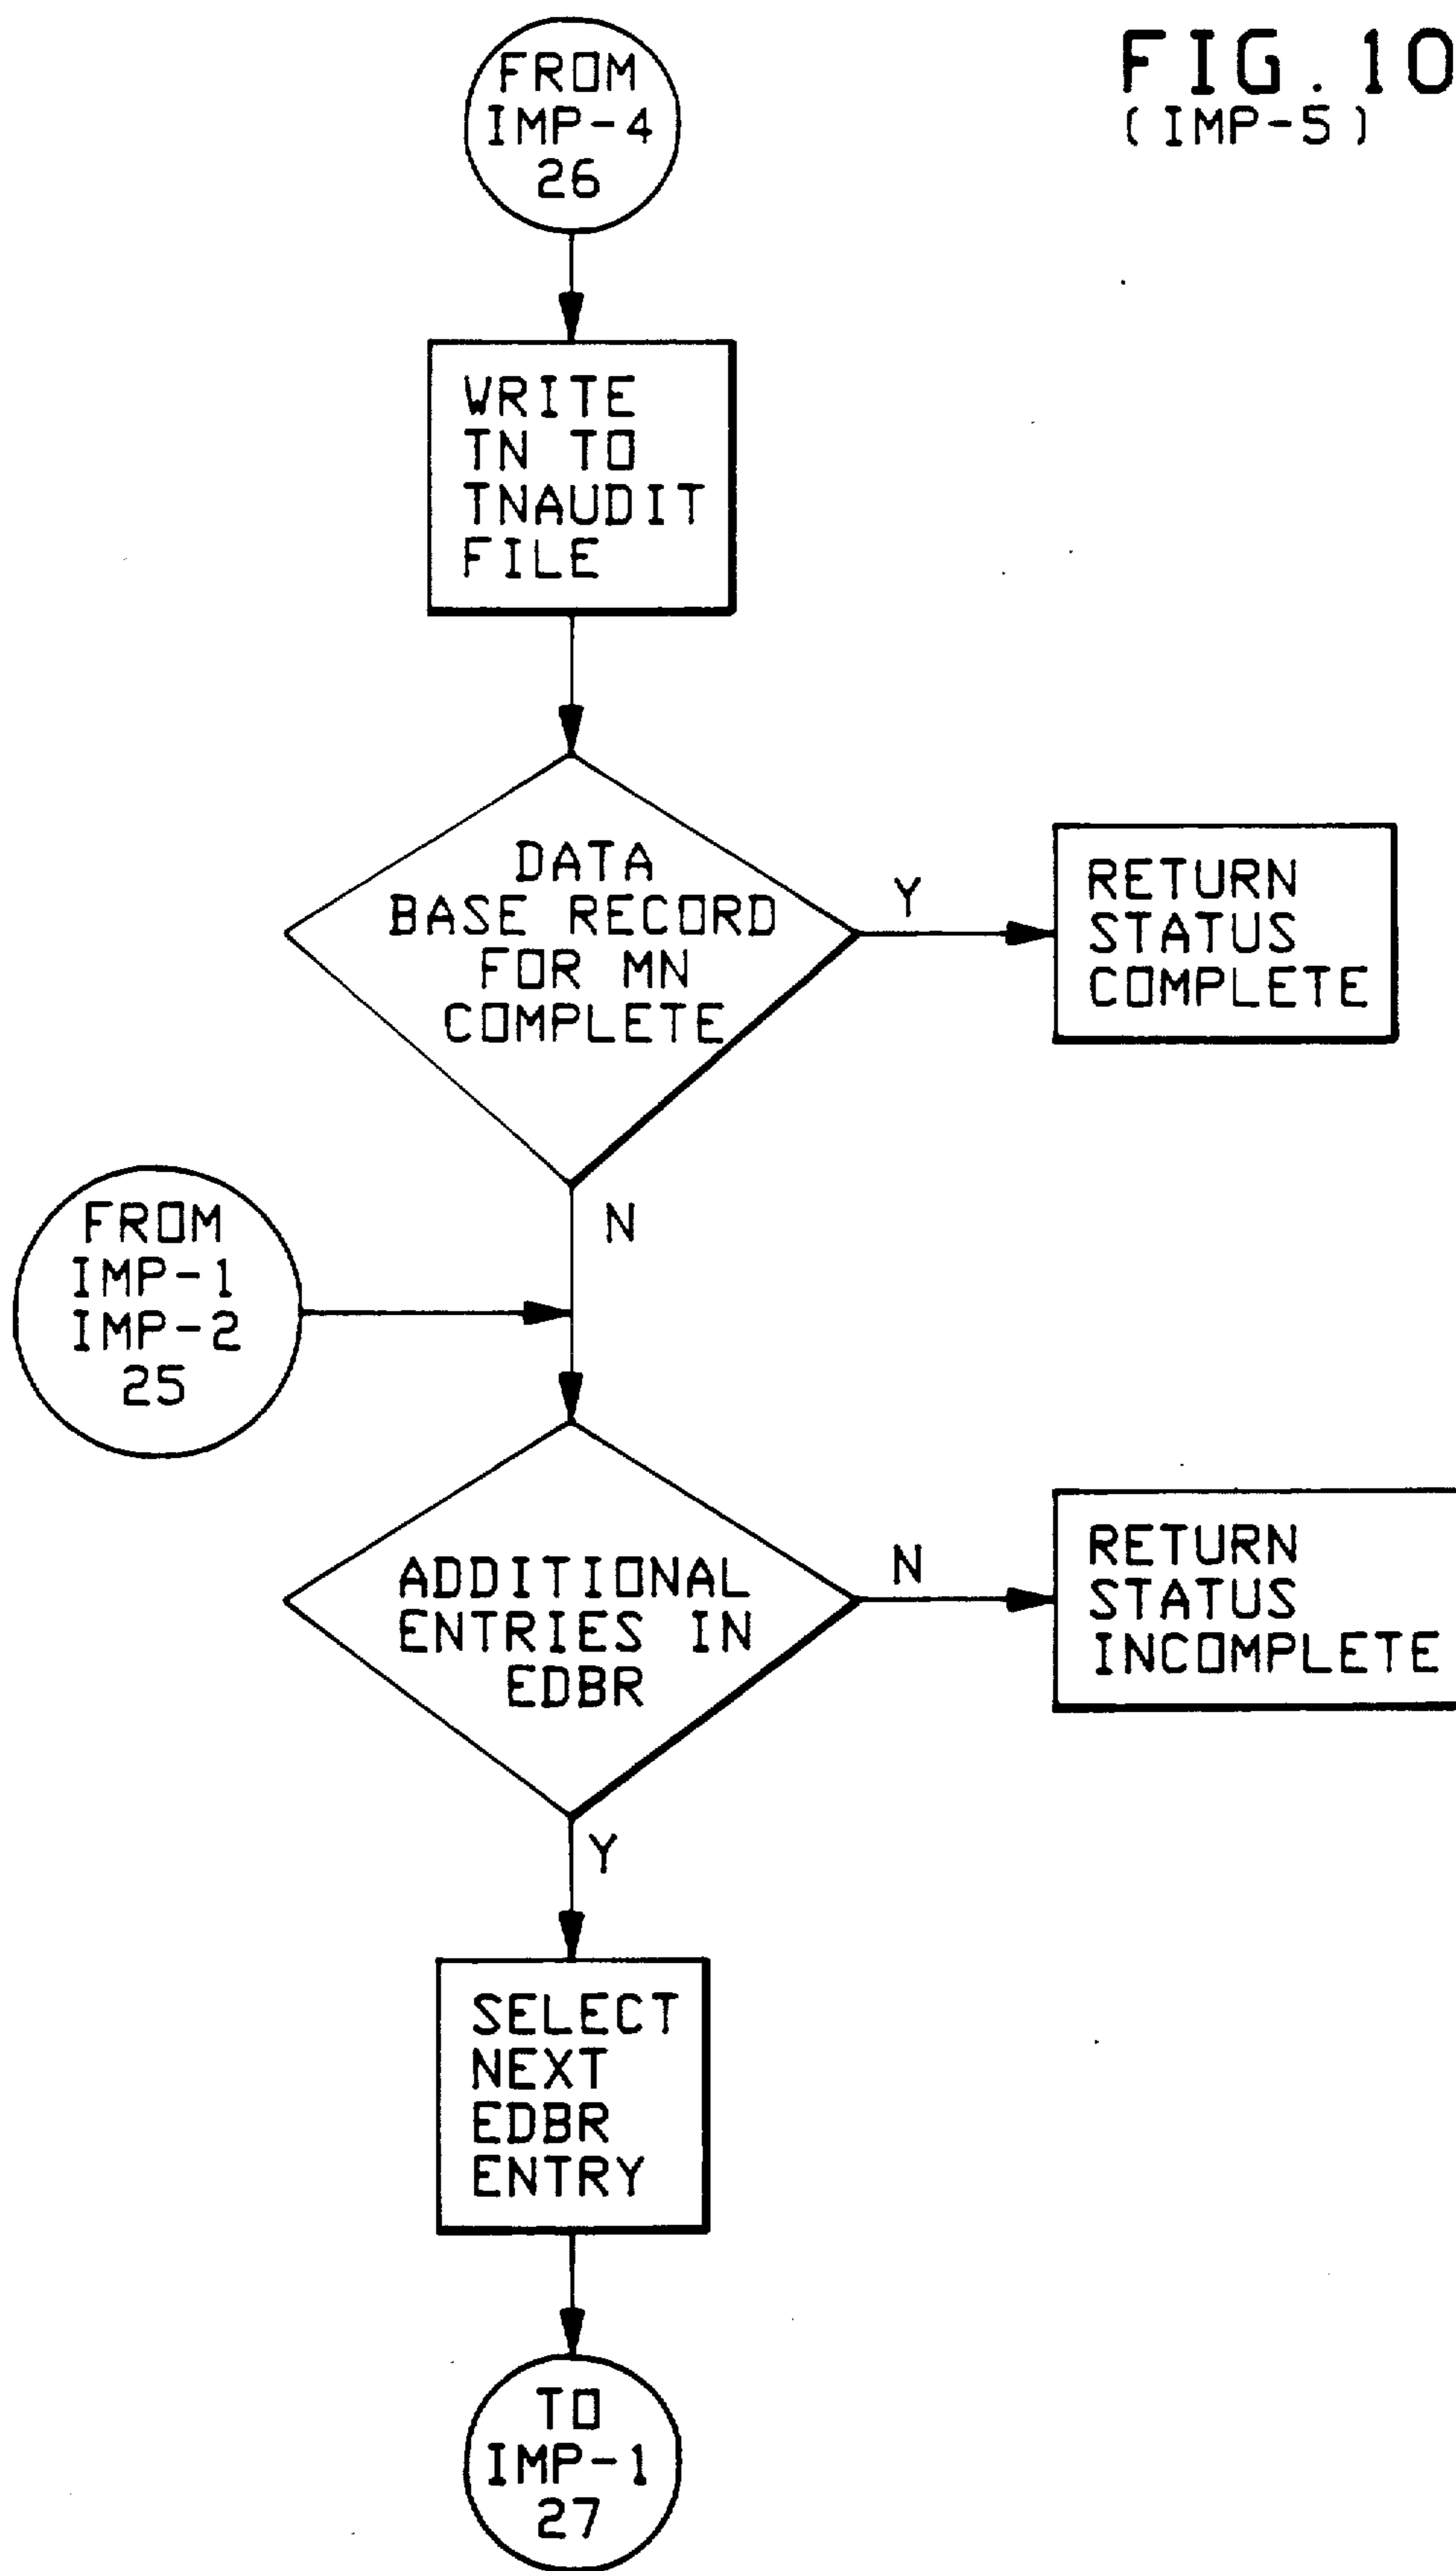 FIG. 10
(IMP-5)
FROM
IMP-4
26
WRITE
TN TO
TNAUDIT
FILE
DATA
BASE RECORD
FOR MN
COMPLETE
Y
RETURN
STATUS
COMPLETE
N
FROM
IMP-1
IMP-2
25
ADDITIONAL
ENTRIES IN
EDBR
N
RETURN
STATUS
INCOMPLETE
Y
SELECT
NEXT
EDBR
ENTRY
TO
IMP-1
27